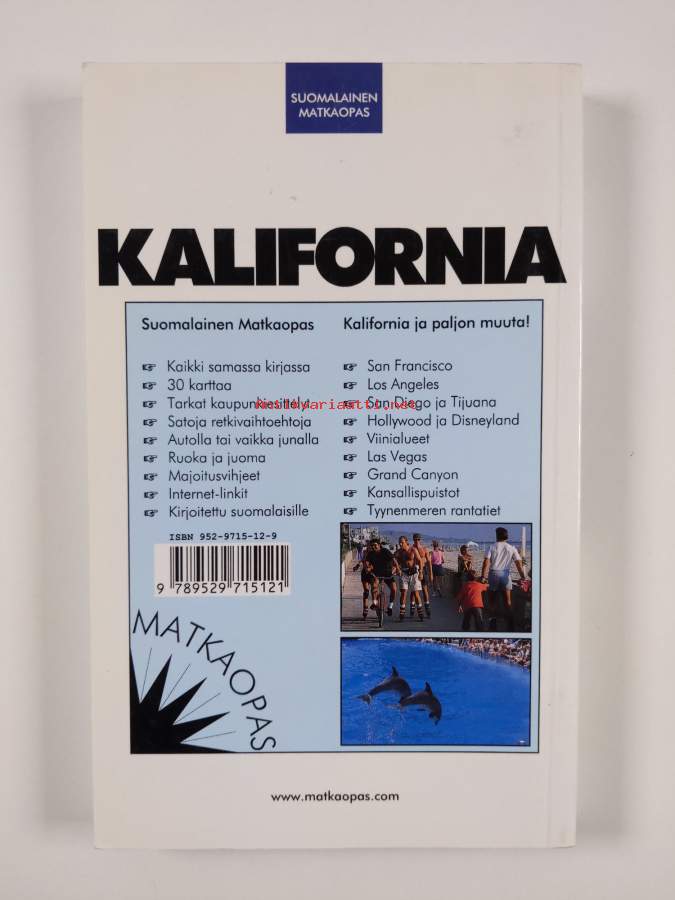 SUOMALAINEN
MATKAOPAS
KALIFORNIA
Suomalainen Matkaopas
Kaikki samassa kirjassa
30 karttaa
Tarkat kaupunkiesittelyt
Satoja retkivaihtoehtoja
Autolla tai vaikka junalla
Ruoka ja juoma
Majoitusvihjeet
Internet-linkit
Kirjoitettu suomalaisille
Kalifornia ja paljon muuta!
San Francisco
Los Angeles
San Diego ja Tijuana
Hollywood ja Disneyland
Viinialueet
Las Vegas
Grand Canyon
Kansallispuistot
Tyynenmeren rantatiet
Antikvariaatti.net
ISBN 952-9715-12-9
9 789529 715121
MATKAOPAS
www.matkaopas.com